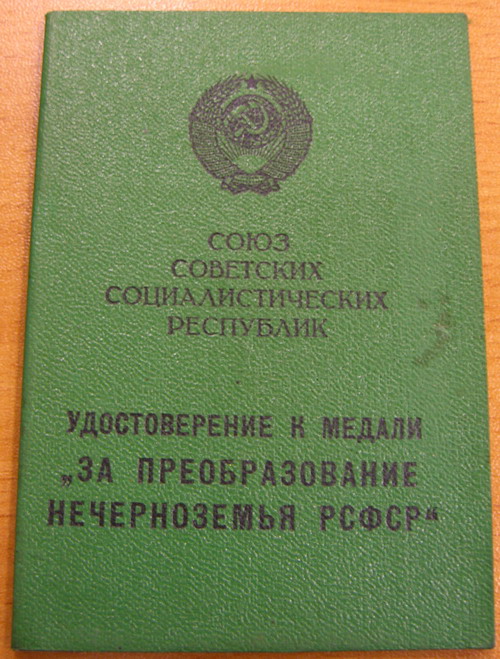 СОЮЗ
СОВЕТСКИХ
СОЦИАЛИСТИЧЕСКИХ
РЕСПУБЛИК
УДОСТОВЕРЕНИЕ К МЕДАЛИ
„ЗА ПРЕОБРАЗОВАНИЕ
НЕЧЕРНОЗЕМЬЯ РСФСР“